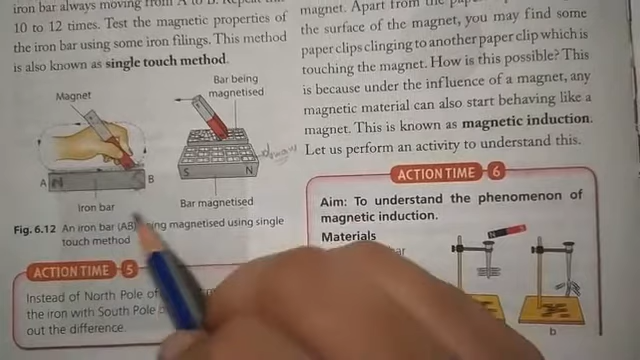 iron bar always moving from A to B. Repeat this
10 to 12 times. Test the magnetic properties of
the iron bar using some iron filings. This method
is also known as single touch method.
Magnet
Bar being
magnetised
A
N
B
S
N
domain
Iron bar
Bar magnetised
Fig. 6.12 An iron bar (AB) being magnetised using single
touch method
ACTION TIME 5
Instead of North Pole of
the iron with South Pole
out the difference.
magnet. Apart from the
the surface of the magnet, you may find some
paper clips clinging to another paper clip which is
touching the magnet. How is this possible? This
is because under the influence of a magnet, any
magnetic material can also start behaving like a
magnet. This is known as magnetic induction.
Let us perform an activity to understand this.
ACTION TIME 6
Aim: To understand the phenomenon of
magnetic induction.
Materials
bar
N
b